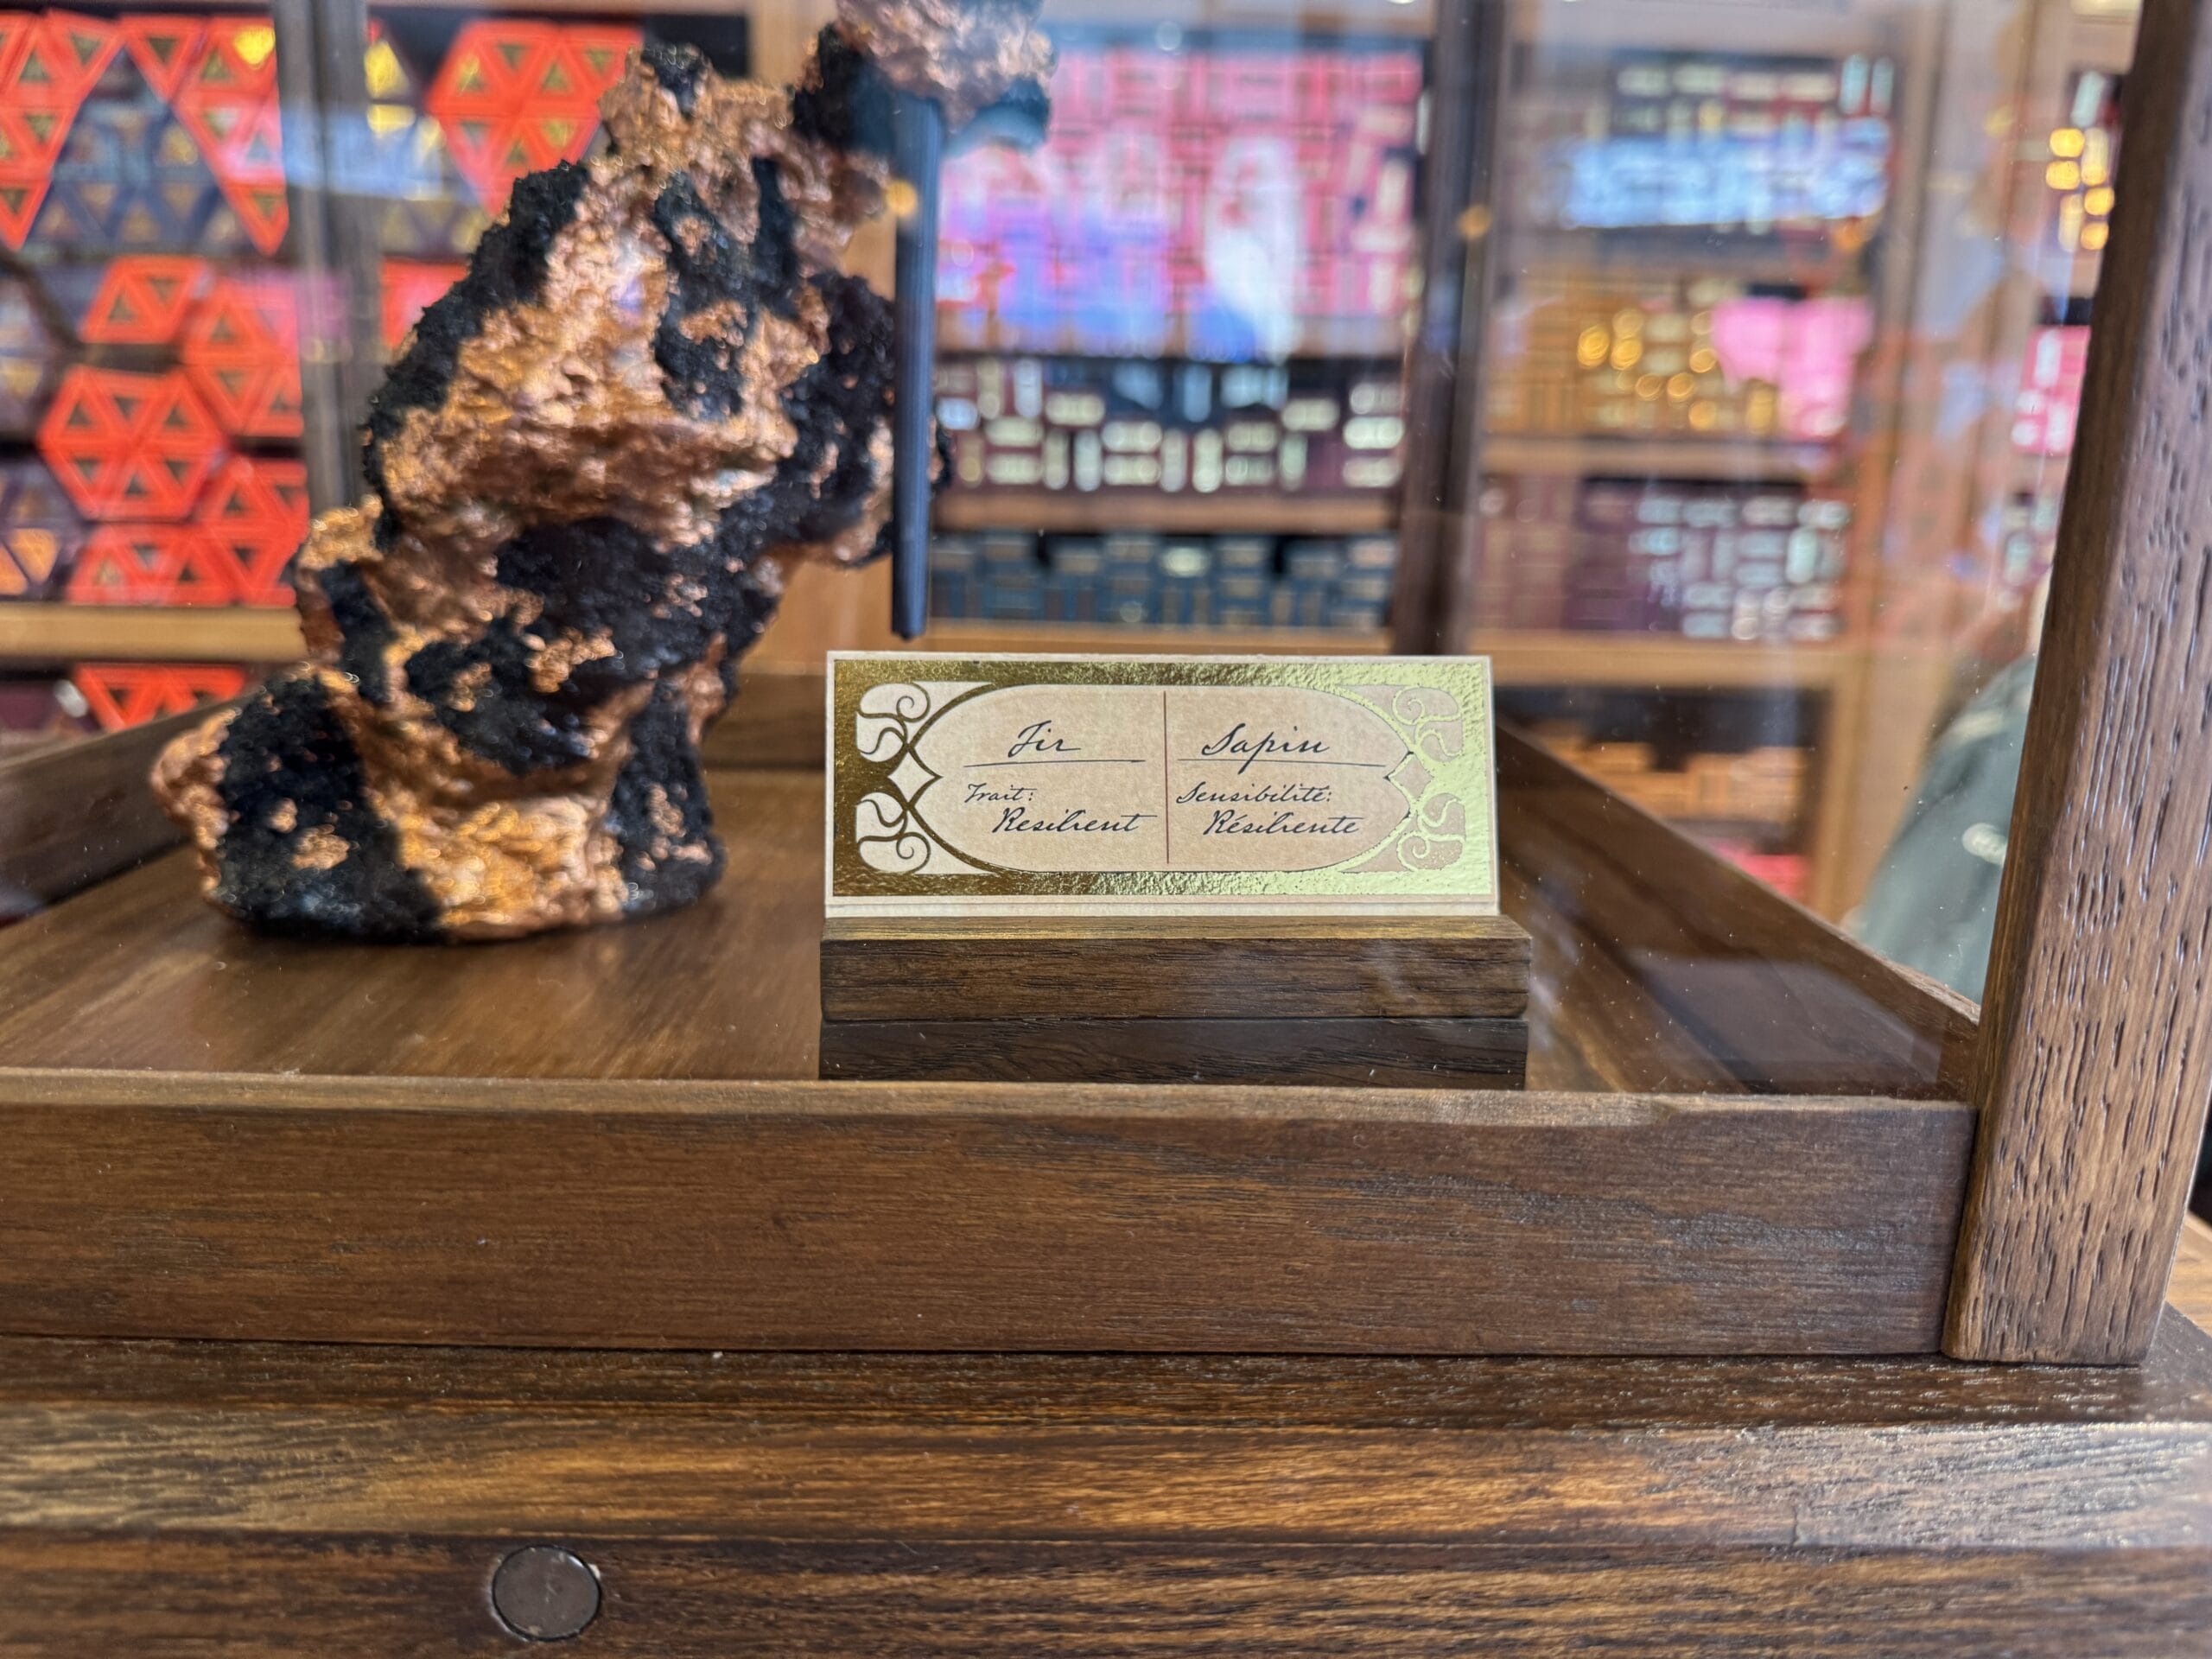 Fir
Trait:
Resilient
Sapin
Sensibilité:
Résiliente